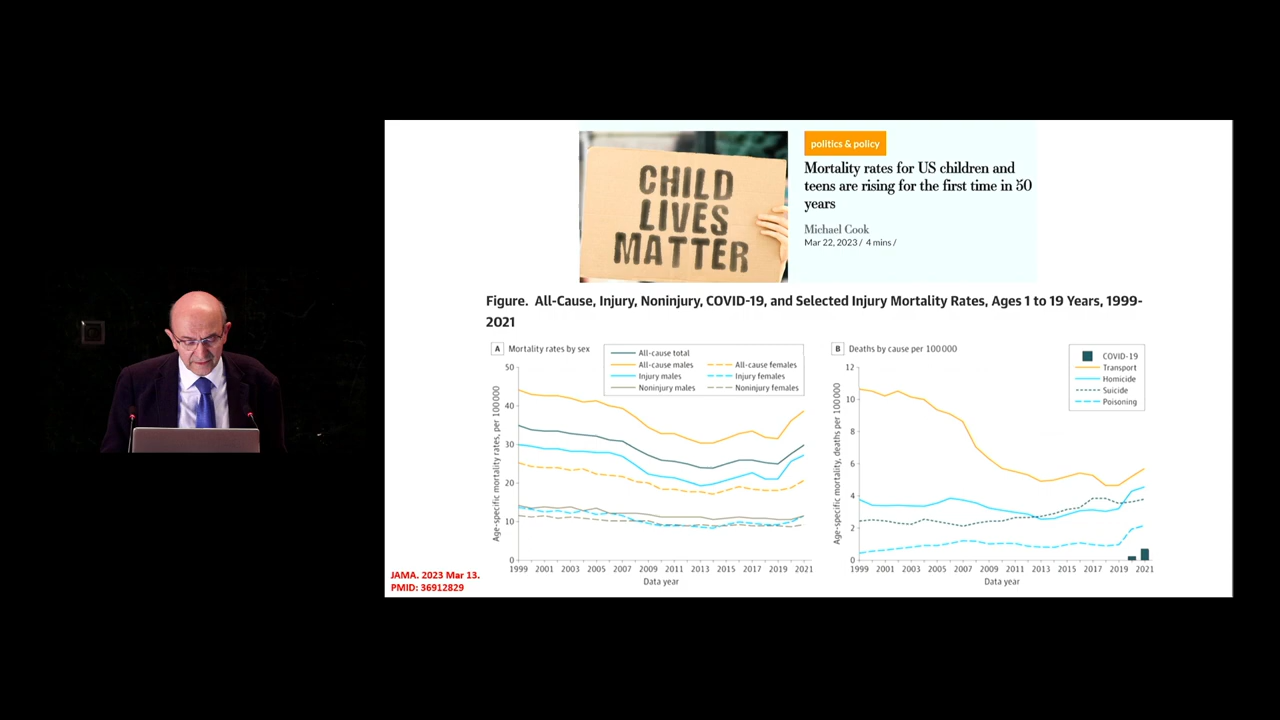 CHILD
LIVES
MATTER
politics & policy
Mortality rates for US children and
teens are rising for the first time in 50
years
Michael Cook
Mar 22, 2023 / 4 mins /
Figure. All-Cause, Injury, Noninjury, COVID-19, and Selected Injury Mortality Rates, Ages 1 to 19 Years, 1999-
2021
A Mortality rates by sex
All-cause total
All-cause males
All-cause females
Injury males
Injury females
Noninjury males
Noninjury females
Age-specific mortality rates, per 100 000
50
40
30
20
10
0
1999 2001 2003 2005 2007 2009 2011 2013 2015 2017 2019 2021
Data year
B Deaths by cause per 100 000
COVID-19
Transport
Homicide
Suicide
Poisoning
Age-specific mortality, deaths per 100 000
12
10
8
6
4
2
0
1999 2001 2003 2005 2007 2009 2011 2013 2015 2017 2019 2021
Data year
JAMA. 2023 Mar 13.
PMID: 36912829